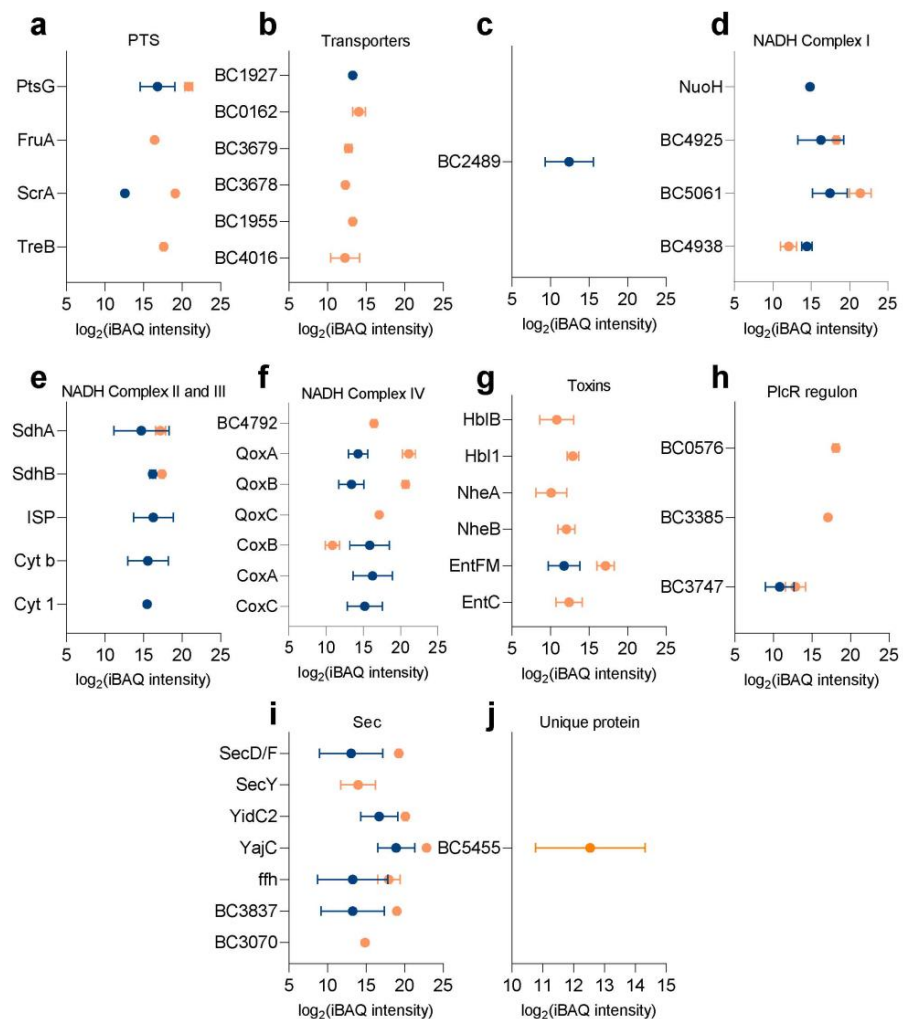 a
PTS
PtsG
FruA
ScrA
TreB
5 10 15 20 25
log2(iBAQ intensity)
b
Transporters
BC1927
BC0162
BC3679
BC3678
BC1955
BC4016
5 10 15 20 25
log2(iBAQ intensity)
c
BC2489
5 10 15 20 25
log2(iBAQ intensity)
d
NADH Complex I
NuoH
BC4925
BC5061
BC4938
5 10 15 20 25
log2(iBAQ intensity)
e
NADH Complex II and III
SdhA
SdhB
ISP
Cyt b
Cyt 1
5 10 15 20 25
log2(iBAQ intensity)
f
NADH Complex IV
BC4792
QoxA
QoxB
QoxC
CoxB
CoxA
CoxC
5 10 15 20 25
log2(iBAQ intensity)
g
Toxins
HblB
Hbl1
NheA
NheB
EntFM
EntC
5 10 15 20 25
log2(iBAQ intensity)
h
PlcR regulon
BC0576
BC3385
BC3747
5 10 15 20 25
log2(iBAQ intensity)
i
Sec
SecD/F
SecY
YidC2
YajC
ffh
BC3837
BC3070
5 10 15 20 25
log2(iBAQ intensity)
j
Unique protein
BC5455
10 11 12 13 14 15
log2(iBAQ intensity)